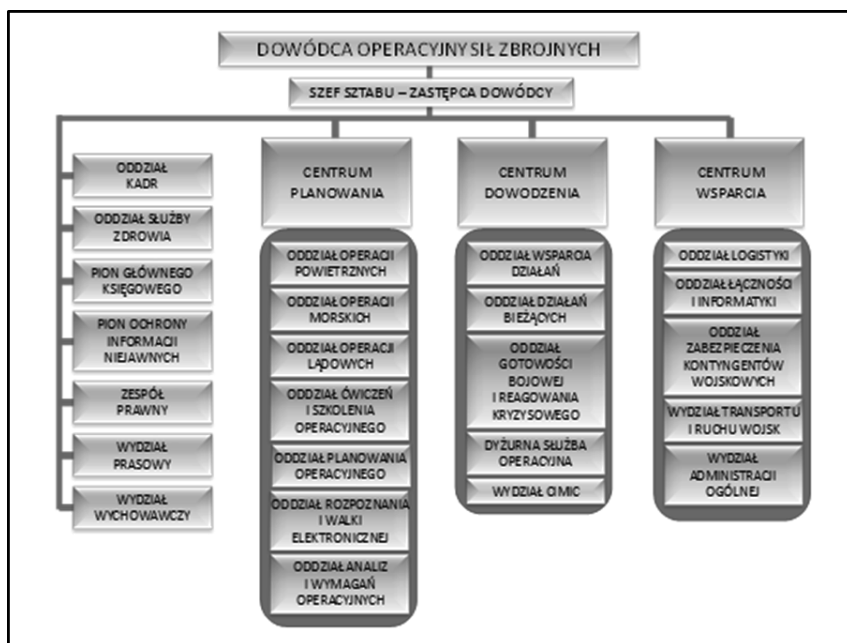 DOWÓDCA OPERACYJNY SIŁ ZBROJNYCH
SZEF SZTABU – ZASTĘPCA DOWÓDCY
ODDZIAŁ
KADR
ODDZIAŁ SŁUŻBY
ZDROWIA
PION GŁÓWNEGO
KSIĘGOWEGO
PION OCHRONY
INFORMACJI
NIEJAWNYCH
ZESPÓŁ
PRAWNY
WYDZIAŁ
PRASOWY
WYDZIAŁ
WYCHOWAWCZY
CENTRUM
PLANOWANIA
ODDZIAŁ OPERACJI
POWIETRZNYCH
ODDZIAŁ OPERACJI
MORSKICH
ODDZIAŁ OPERACJI
LĄDOWYCH
ODDZIAŁ ĆWICZEŃ
I SZKOLENIA
OPERACYJNEGO
ODDZIAŁ PLANOWANIA
OPERACYJNEGO
ODDZIAŁ ROZPOZNANIA
I WALKI
ELEKTRONICZNEJ
ODDZIAŁ ANALIZ
I WYMAGAŃ
OPERACYJNYCH
CENTRUM
DOWODZENIA
ODDZIAŁ WSPARCIA
DZIAŁAŃ
ODDZIAŁ DZIAŁAŃ
BIEŻĄCYCH
ODDZIAŁ
GOTOWOŚCI
BOJOWEJ
I REAGOWANIA
KRYZYSOWEGO
DYŻURNA SŁUŻBA
OPERACYJNA
WYDZIAŁ CIMIC
CENTRUM
WSPARCIA
ODDZIAŁ LOGISTYKI
ODDZIAŁ ŁĄCZNOŚCI
I INFORMATYKI
ODDZIAŁ
ZABEZPIECZENIA
KONTYNGENTÓW
WOJSKOWYCH
WYDZIAŁ TRANSPORTU
I RUCHU WOJSK
WYDZIAŁ
ADMINISTRACJI
OGÓLNEJ